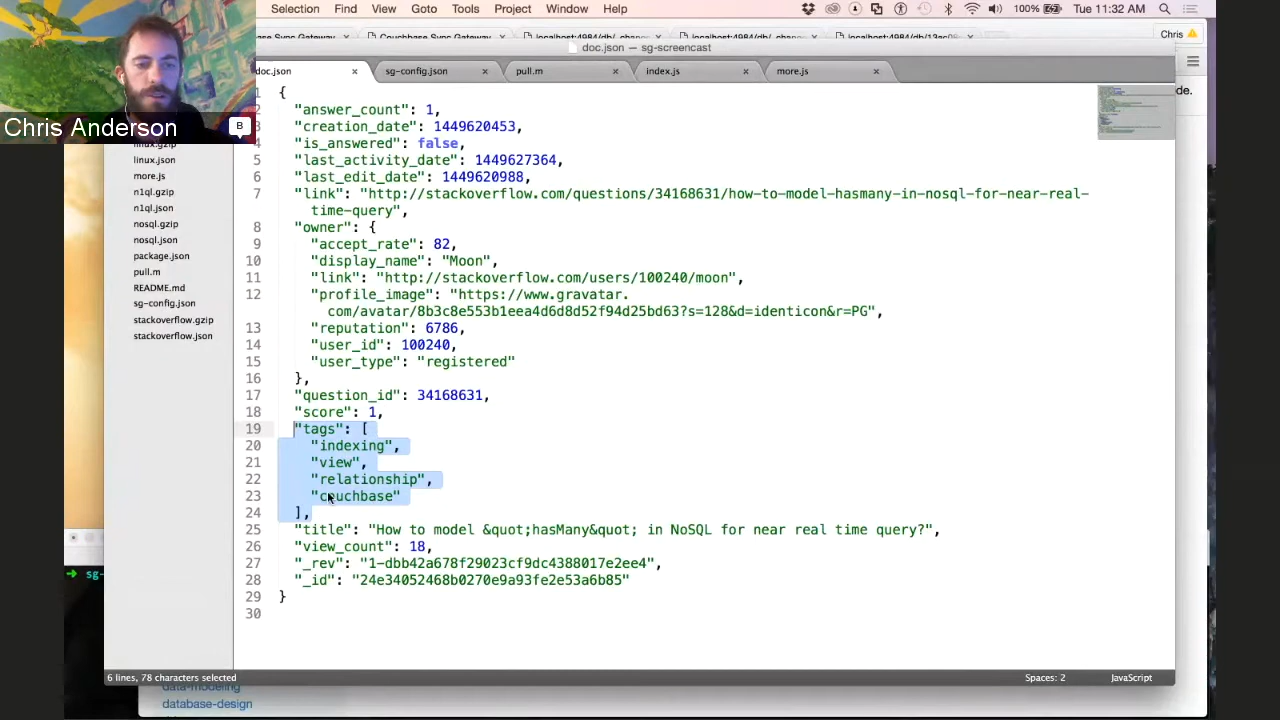 Selection Find View Goto Tools Project Window Help 100% Tue 11:32 AM
Chris
doc.json — sg-screencast
doc.json sg-config.json pull.m index.js more.js
de.
Chris Anderson
B
linux.gzip
linux.json
more.js
n1ql.gzip
n1ql.json
nosql.gzip
nosql.json
package.json
pull.m
README.md
sg-config.json
stackoverflow.gzip
stackoverflow.json
1 {
2 "answer_count": 1,
3 "creation_date": 1449620453,
4 "is_answered": false,
5 "last_activity_date": 1449627364,
6 "last_edit_date": 1449620988,
7 "link": "http://stackoverflow.com/questions/34168631/how-to-model-hasmany-in-nosql-for-near-real-
time-query",
8 "owner": {
9 "accept_rate": 82,
10 "display_name": "Moon",
11 "link": "http://stackoverflow.com/users/100240/moon",
12 "profile_image": "https://www.gravatar.
com/avatar/8b3c8e553b1eea4d6d8d52f94d25bd63?s=128&d=identicon&r=PG",
13 "reputation": 6786,
14 "user_id": 100240,
15 "user_type": "registered"
16 },
17 "question_id": 34168631,
18 "score": 1,
19 "tags": [
20 "indexing",
21 "view",
22 "relationship",
23 "couchbase"
24 ],
25 "title": "How to model &quot;hasMany&quot; in NoSQL for near real time query?",
26 "view_count": 18,
27 "_rev": "1-dbb42a678f29023cf9dc4388017e2ee4",
28 "_id": "24e34052468b0270e9a93fe2e53a6b85"
29 }
30
sg-
6 lines, 78 characters selected Spaces: 2 JavaScript
data-modeling
database-design